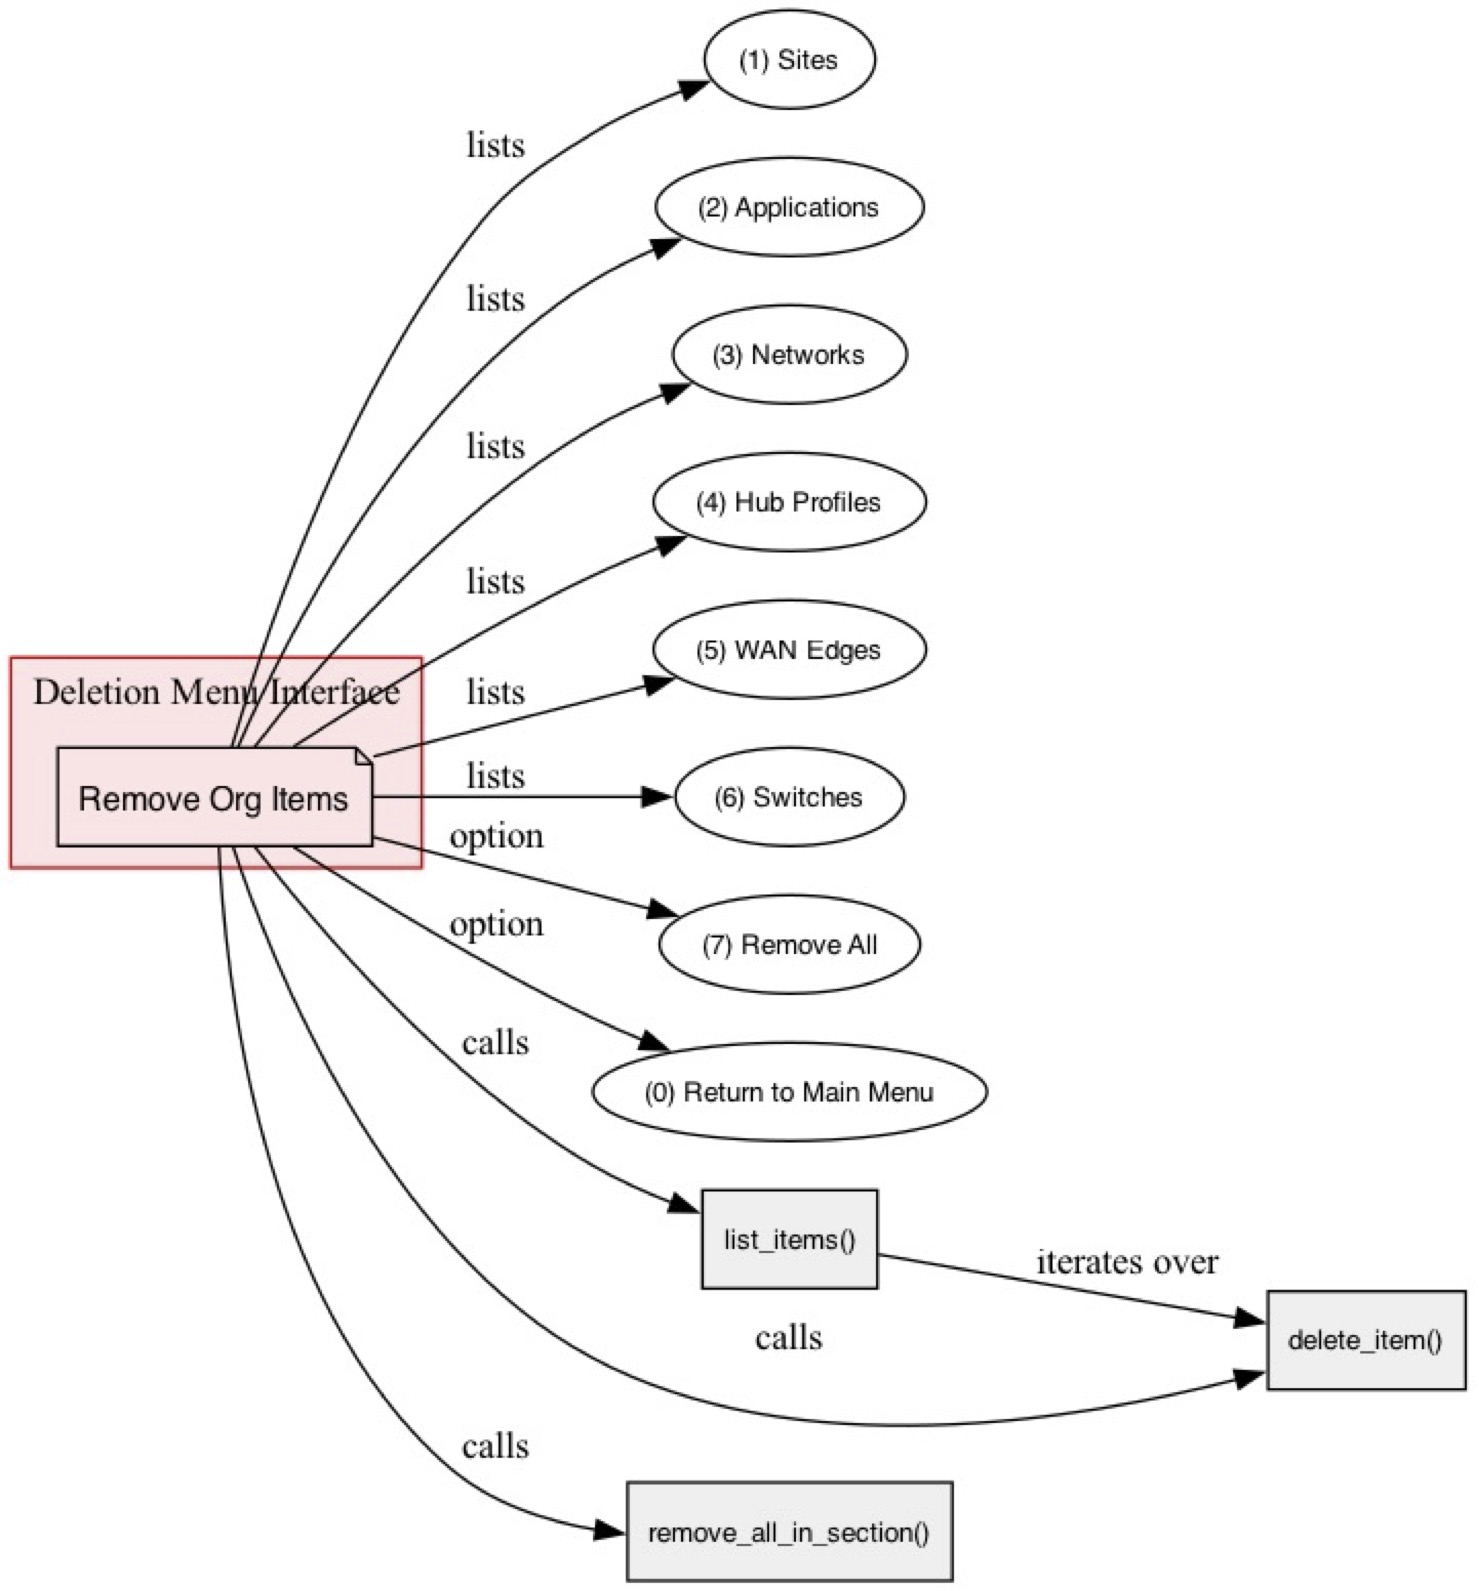 (1) Sites
lists
(2) Applications
lists
(3) Networks
lists
(4) Hub Profiles
lists
(5) WAN Edges
lists
Deletion Menu Interface
Remove Org Items
lists
(6) Switches
option
(7) Remove All
option
(0) Return to Main Menu
calls
list_items()
iterates over
delete_item()
calls
calls
remove_all_in_section()